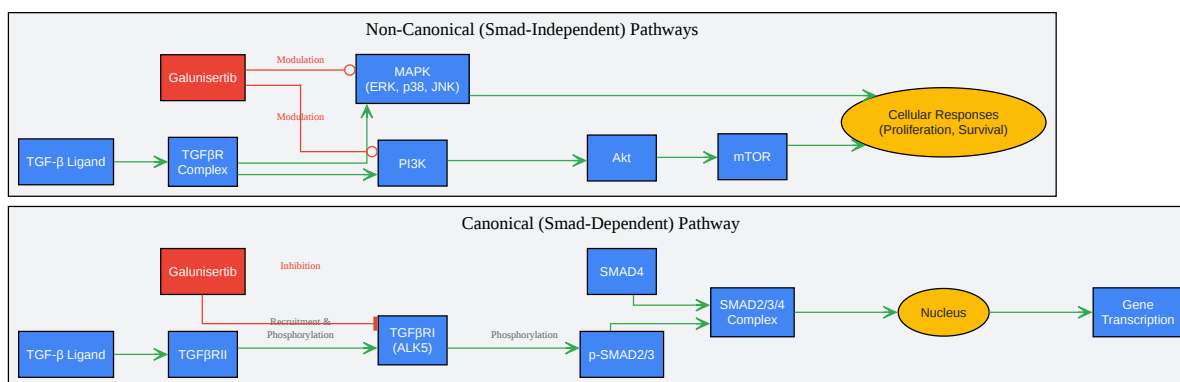 Non-Canonical (Smad-Independent) Pathways
Galunisertib
Modulation
MAPK
(ERK, p38, JNK)
Modulation
Cellular Responses
(Proliferation, Survival)
TGF-β Ligand
TGFβR
Complex
PI3K
Akt
mTOR
Canonical (Smad-Dependent) Pathway
Galunisertib
Inhibition
SMAD4
SMAD2/3/4
Complex
Nucleus
Gene
Transcription
Recruitment &
Phosphorylation
TGF-β Ligand
TGFβRII
TGFβRI
(ALK5)
Phosphorylation
p-SMAD2/3